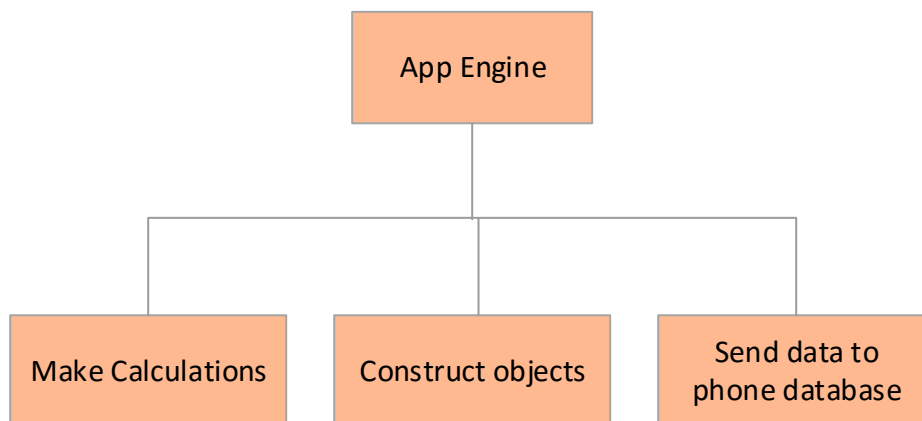 App Engine
Make Calculations
Construct objects
Send data to
phone database